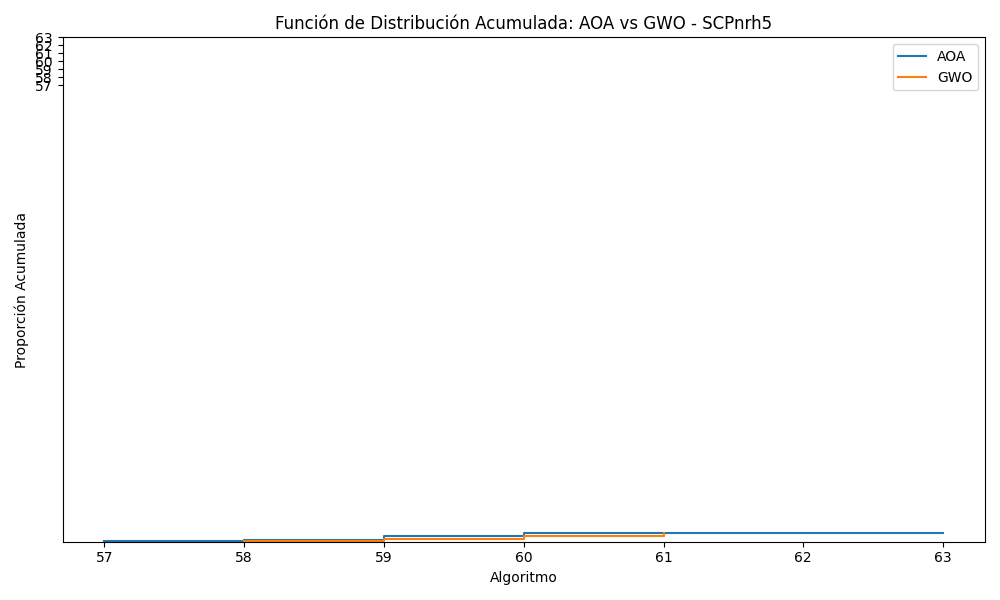 Función de Distribución Acumulada: AOA vs GWO - SCPnrh5
63
62
61
60
59
58
57
Proporción Acumulada
AOA
GWO
57 58 59 60 61 62 63
Algoritmo